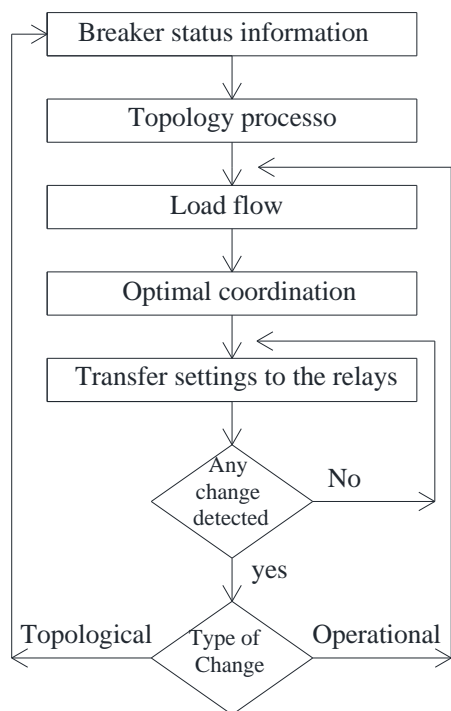 Breaker status information
Topology processo
Load flow
Optimal coordination
Transfer settings to the relays
Any
change
detected
No
yes
Topological
Type of
Change
Operational